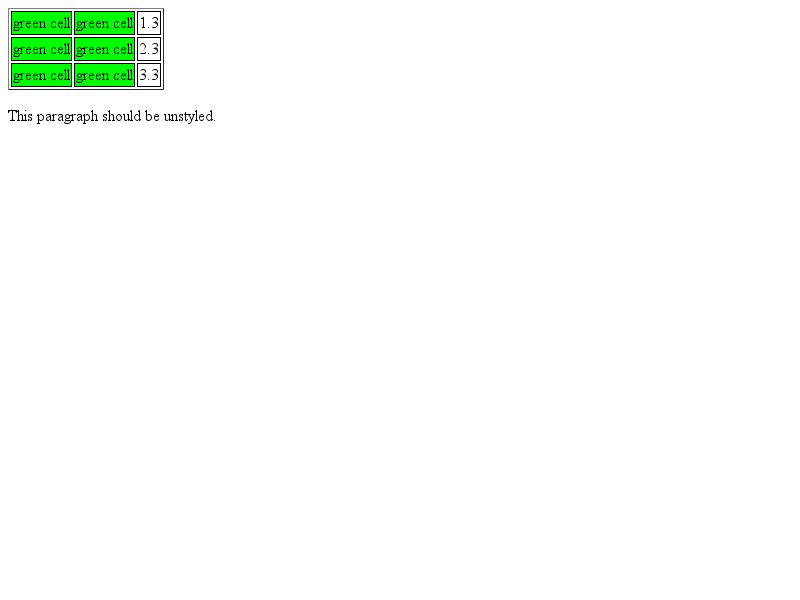 green cell green cell 1.3
green cell green cell 2.3
green cell green cell 3.3
This paragraph should be unstyled.